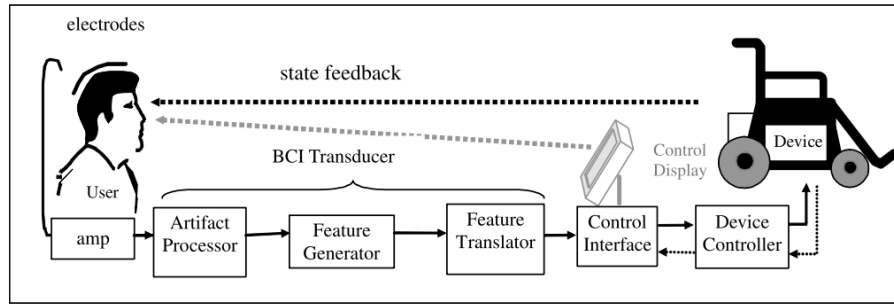 electrodes
state feedback
BCI Transducer
Control
Display
Device
User
amp
Artifact
Processor
Feature
Generator
Feature
Translator
Control
Interface
Device
Controller